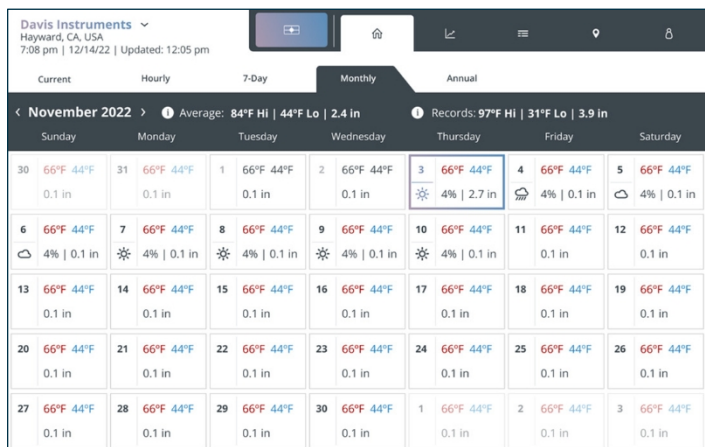 Davis Instruments
Hayward, CA, USA
7:08 pm | 12/14/22 | Updated: 12:05 pm
Current Hourly 7-Day Monthly Annual
< November 2022 > Average: 84°F Hi | 44°F Lo | 2.4 in Records: 97°F Hi | 31°F Lo | 3.9 in
Sunday Monday Tuesday Wednesday Thursday Friday Saturday
30 66°F 44°F 31 66°F 44°F 1 66°F 44°F 2 66°F 44°F 3 66°F 44°F 4 66°F 44°F 5 66°F 44°F
0.1 in 0.1 in 0.1 in 0.1 in 4% | 2.7 in 4% | 0.1 in 4% | 0.1 in
6 66°F 44°F 7 66°F 44°F 8 66°F 44°F 9 66°F 44°F 10 66°F 44°F 11 66°F 44°F 12 66°F 44°F
4% | 0.1 in 4% | 0.1 in 4% | 0.1 in 4% | 0.1 in 4% | 0.1 in 0.1 in 0.1 in
13 66°F 44°F 14 66°F 44°F 15 66°F 44°F 16 66°F 44°F 17 66°F 44°F 18 66°F 44°F 19 66°F 44°F
0.1 in 0.1 in 0.1 in 0.1 in 0.1 in 0.1 in 0.1 in
20 66°F 44°F 21 66°F 44°F 22 66°F 44°F 23 66°F 44°F 24 66°F 44°F 25 66°F 44°F 26 66°F 44°F
0.1 in 0.1 in 0.1 in 0.1 in 0.1 in 0.1 in 0.1 in
27 66°F 44°F 28 66°F 44°F 29 66°F 44°F 30 66°F 44°F 1 66°F 44°F 2 66°F 44°F 3 66°F 44°F
0.1 in 0.1 in 0.1 in 0.1 in 0.1 in 0.1 in 0.1 in